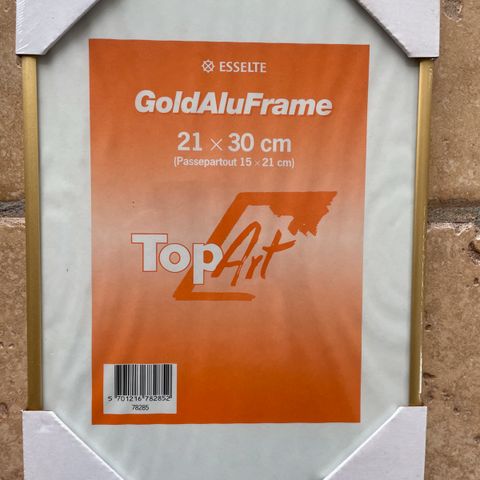 ESSELTE
GoldAluFrame
21 × 30 cm
(Passepartout 15 × 21 cm)
TopArt
5 701216 782852
78285